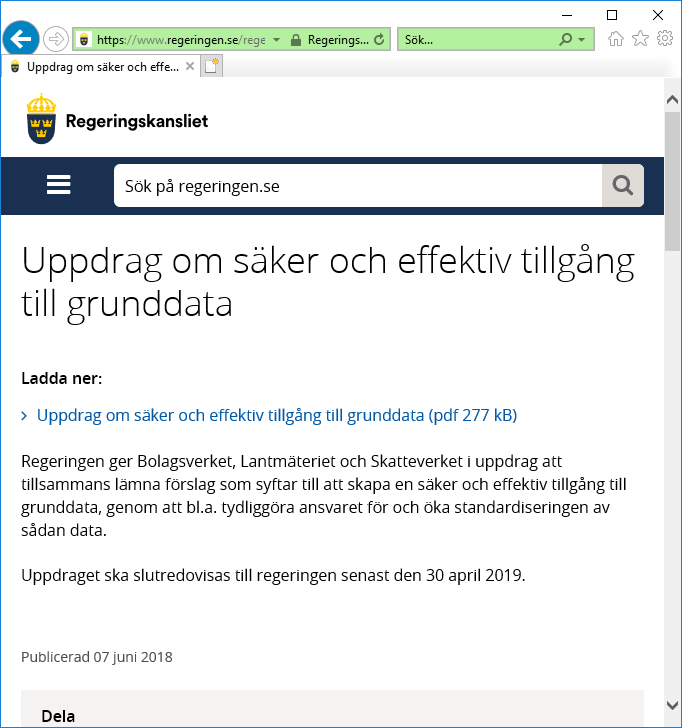 https://www.regeringen.se/rege
Regerings...
Sök...
Uppdrag om säker och effe...
Regeringskansliet
Sök på regeringen.se
Uppdrag om säker och effektiv tillgång
till grunddata
Ladda ner:
Uppdrag om säker och effektiv tillgång till grunddata (pdf 277 kB)
Regeringen ger Bolagsverket, Lantmäteriet och Skatteverket i uppdrag att
tillsammans lämna förslag som syftar till att skapa en säker och effektiv tillgång till
grunddata, genom att bl.a. tydliggöra ansvaret för och öka standardiseringen av
sådan data.
Uppdraget ska slutredovisas till regeringen senast den 30 april 2019.
Publicerad 07 juni 2018
Dela